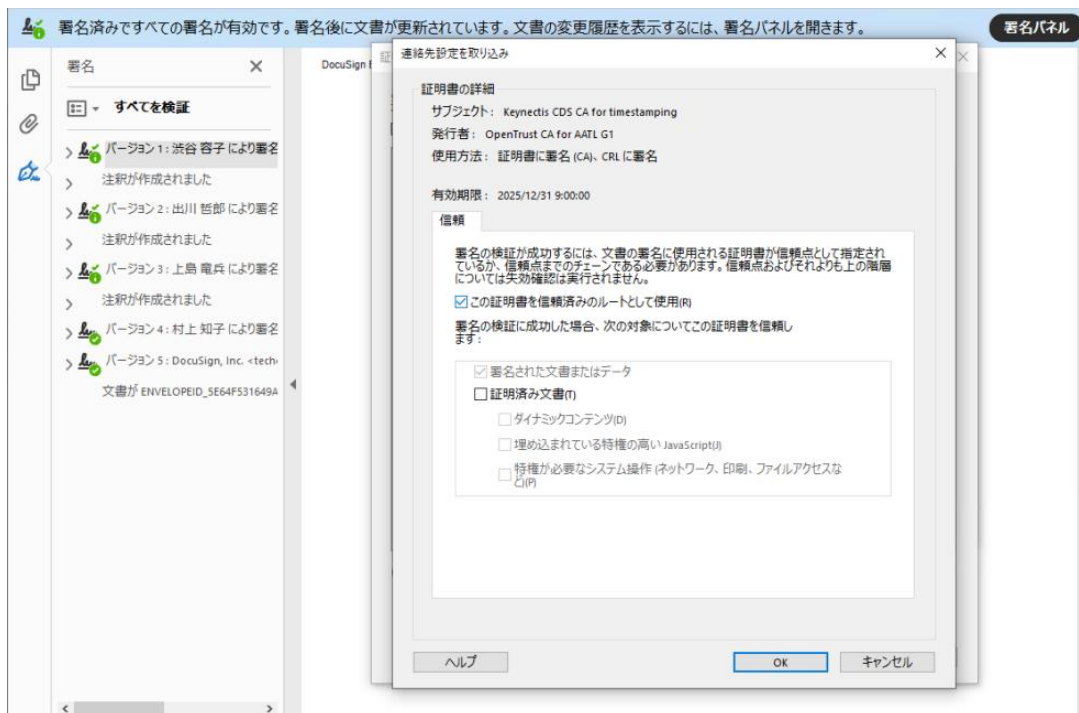 署名済みですべての署名が有効です。署名後に文書が更新されています。文書の変更履歴を表示するには、署名パネルを開きます。
署名パネル
署名
すべてを検証
バージョン 1 : 渋谷 容子 により署名
注釈が作成されました
バージョン 2 : 出川 哲郎 により署名
注釈が作成されました
バージョン 3 : 上島 竜兵 により署名
注釈が作成されました
バージョン 4 : 村上 知子 により署名
バージョン 5 : DocuSign, Inc. <tech
文書が ENVELOPEID_5E64F531649A
DocuSign
証
連絡先設定を取り込み
証明書の詳細
サブジェクト : Keynectis CDS CA for timestamping
発行者 : OpenTrust CA for AATL G1
使用方法 : 証明書に署名 (CA)、CRL に署名
有効期限 : 2025/12/31 9:00:00
信頼
署名の検証が成功するには、文書の署名に使用される証明書が信頼点として指定され
ているか、信頼点までのチェーンである必要があります。信頼点およびそれよりも上の階層
については失効確認は実行されません。
この証明書を信頼済みのルートとして使用(R)
署名の検証に成功した場合、次の対象についてこの証明書を信頼し
ます :
署名された文書またはデータ
証明済み文書(T)
ダイナミックコンテンツ(D)
埋め込まれている特権の高い JavaScript(J)
特権が必要なシステム操作 (ネットワーク、印刷、ファイルアクセスな
ど)(P)
ヘルプ
OK
キャンセル